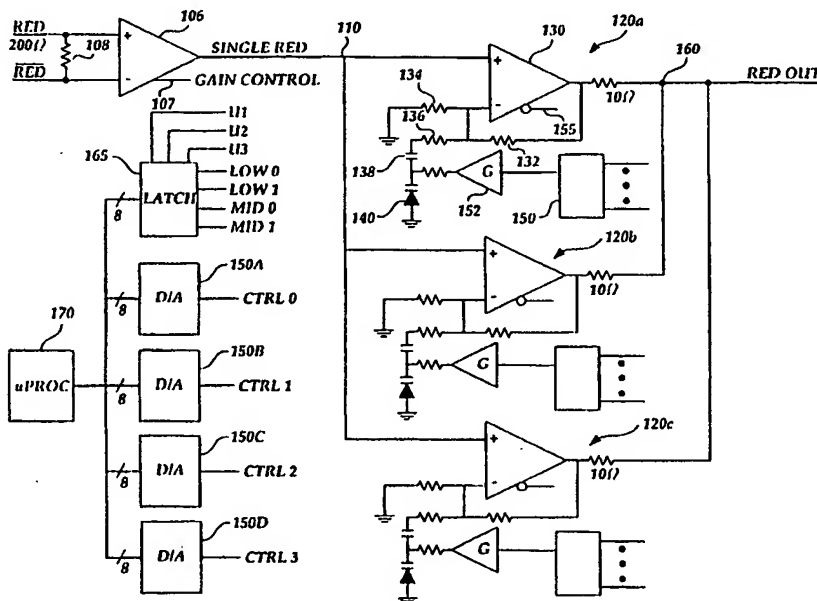 RED
200Ω
RED
108
106
+
-
107
SINGLE RED
GAIN CONTROL
110
130
120a
+
-
134
136
132
138
140
155
10Ω
160
RED OUT
G
152
150
U1
U2
U3
165
LATCH
8
LOW 0
LOW 1
MID 0
MID 1
150A
D/A
8
CTRL 0
150B
D/A
8
CTRL 1
150C
D/A
8
CTRL 2
150D
D/A
8
CTRL 3
170
uPROC
120b
+
-
10Ω
G
120c
+
-
10Ω
G